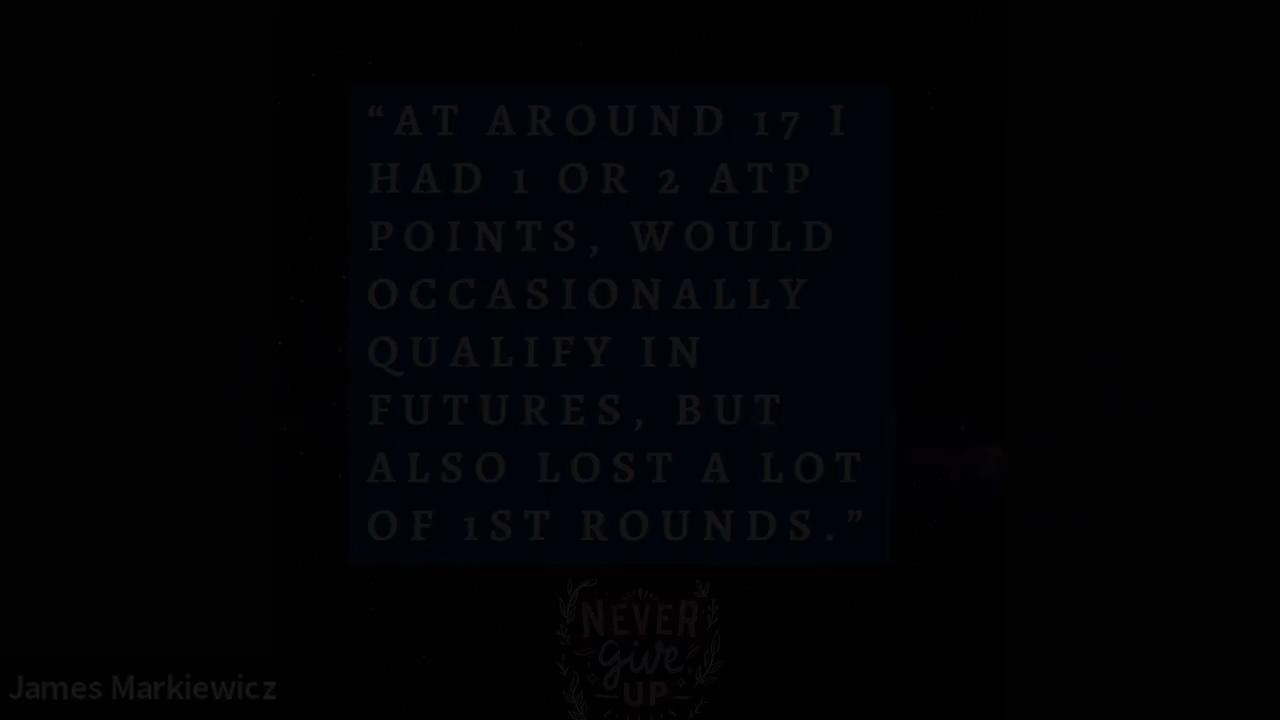 “AT AROUND 17 I
HAD 1 OR 2 ATP
POINTS, WOULD
OCCASIONALLY
QUALIFY IN
FUTURES, BUT
ALSO LOST A LOT
OF 1ST ROUNDS.”
NEVER
give
UP
James Markiewicz